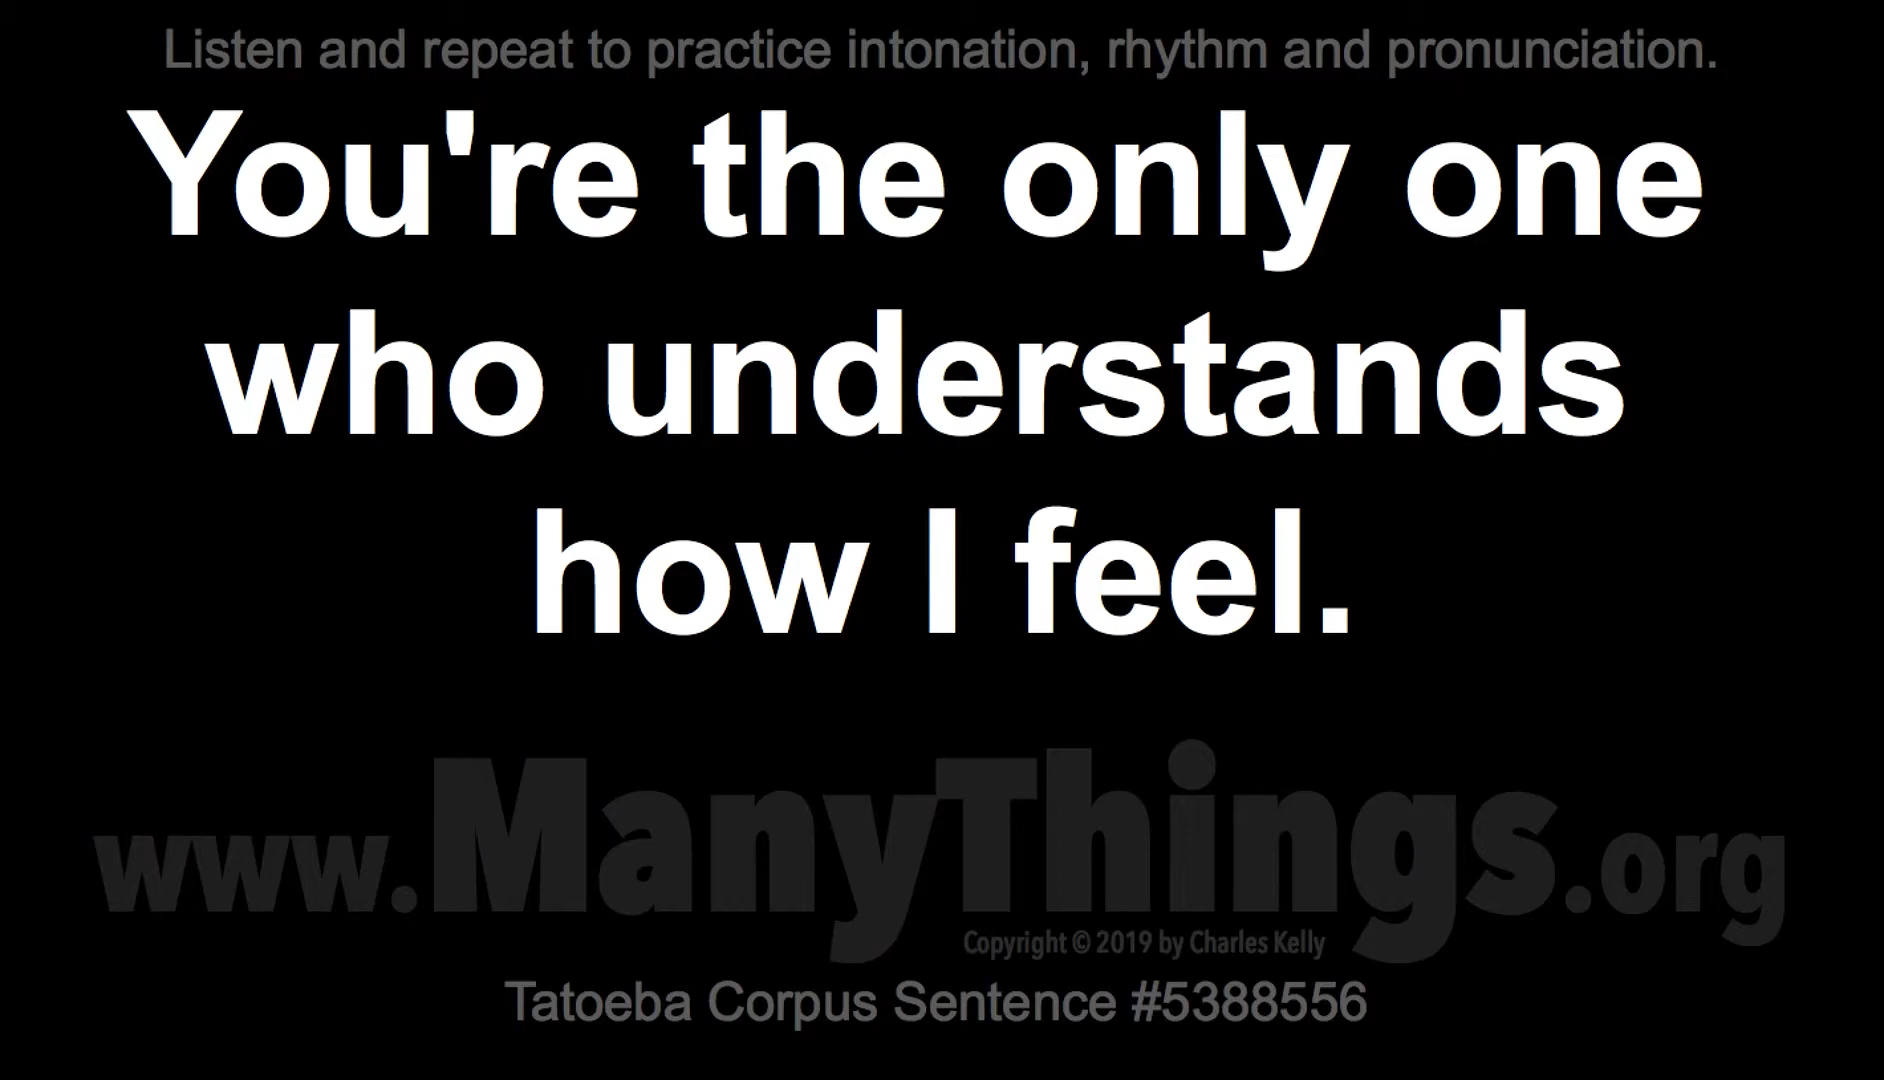 Listen and repeat to practice intonation, rhythm and pronunciation.
You're the only one
who understands
how I feel.
www.ManyThings.org
Copyright © 2019 by Charles Kelly
Tatoeba Corpus Sentence #5388556